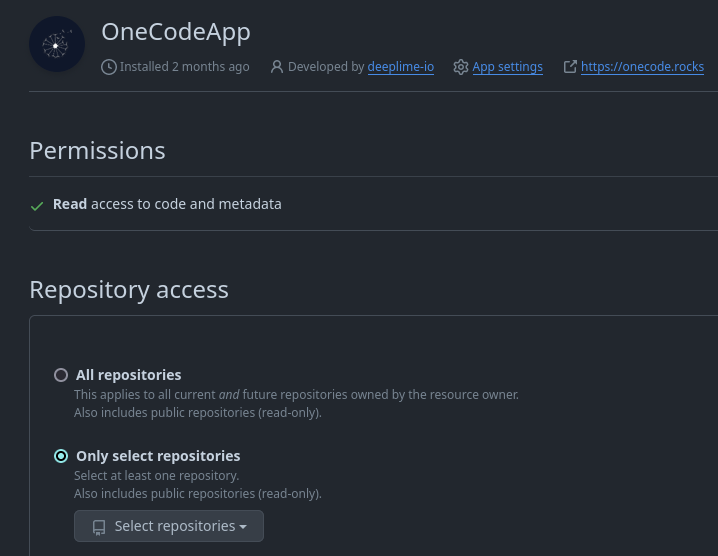 OneCodeApp
Installed 2 months ago Developed by deeplime-io App settings https://onecode.rocks
Permissions
Read access to code and metadata
Repository access
All repositories
This applies to all current and future repositories owned by the resource owner.
Also includes public repositories (read-only).
Only select repositories
Select at least one repository.
Also includes public repositories (read-only).
Select repositories